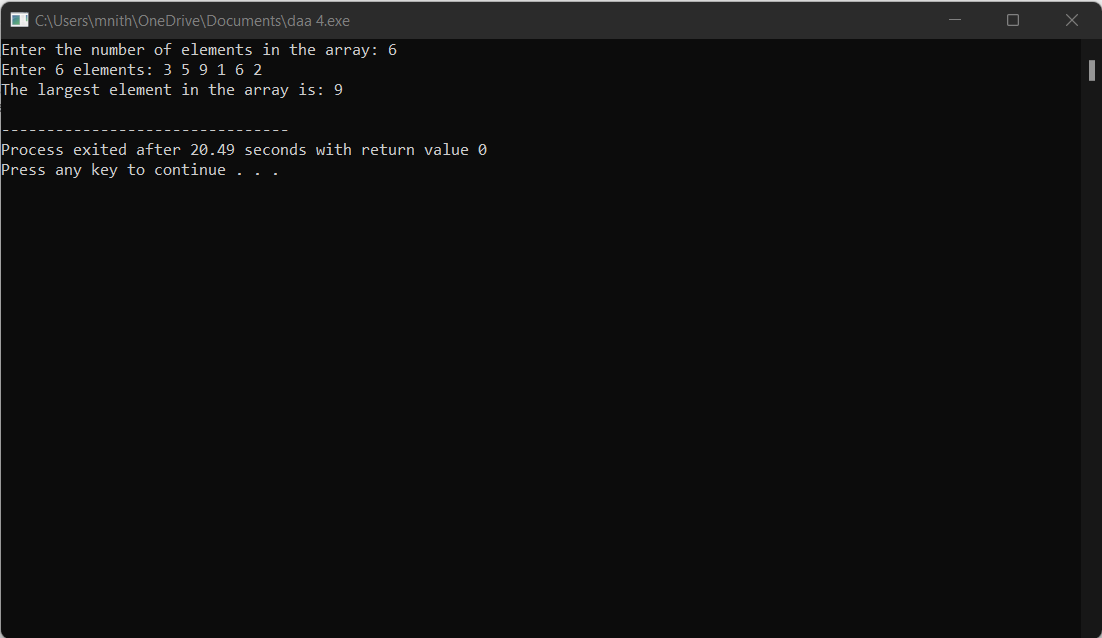 C:\Users\mnith\OneDrive\Documents\daa 4.exe
Enter the number of elements in the array: 6
Enter 6 elements: 3 5 9 1 6 2
The largest element in the array is: 9
--------------------------------
Process exited after 20.49 seconds with return value 0
Press any key to continue . . .